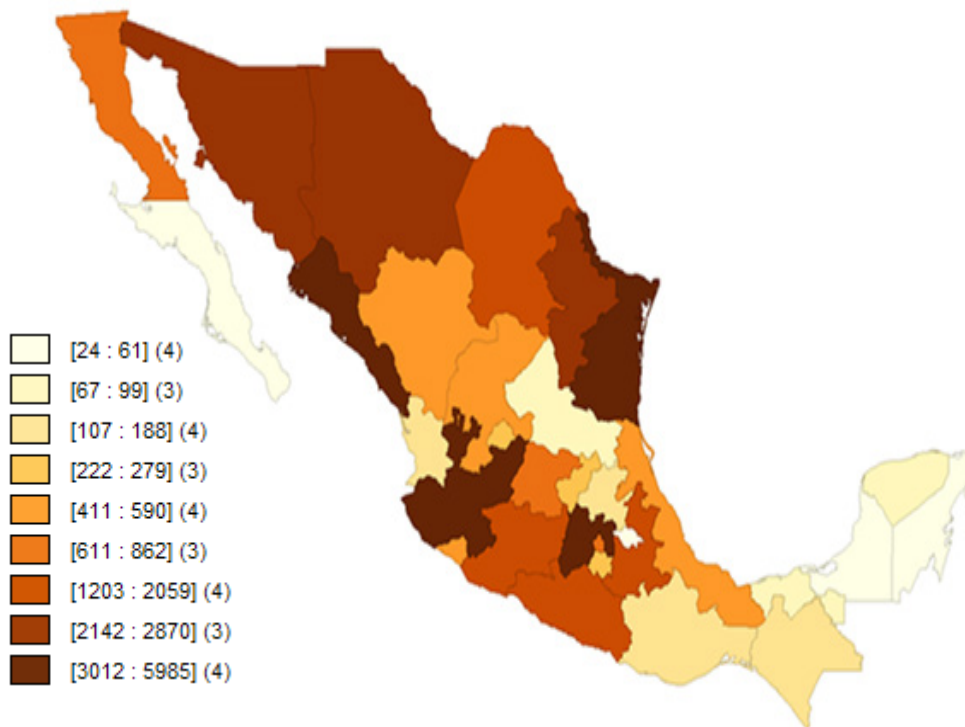 [24 : 61] (4)
[67 : 99] (3)
[107 : 188] (4)
[222 : 279] (3)
[411 : 590] (4)
[611 : 862] (3)
[1203 : 2059] (4)
[2142 : 2870] (3)
[3012 : 5985] (4)